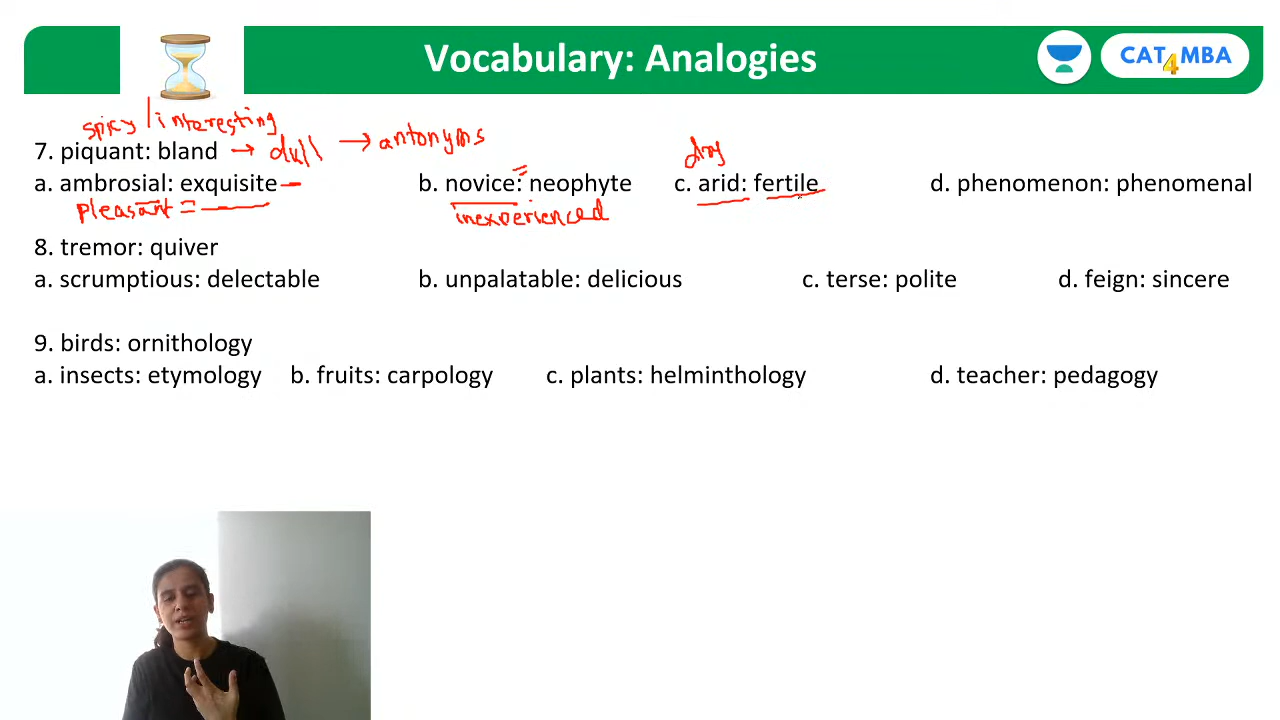 Vocabulary: Analogies
CAT4MBA
spicy / interesting
7. piquant: bland → dull → antonyms
dry
a. ambrosial: exquisite b. novice: = neophyte c. arid: fertile d. phenomenon: phenomenal
pleasant = inexperienced
8. tremor: quiver
a. scrumptious: delectable b. unpalatable: delicious c. terse: polite d. feign: sincere
9. birds: ornithology
a. insects: etymology b. fruits: carpology c. plants: helminthology d. teacher: pedagogy